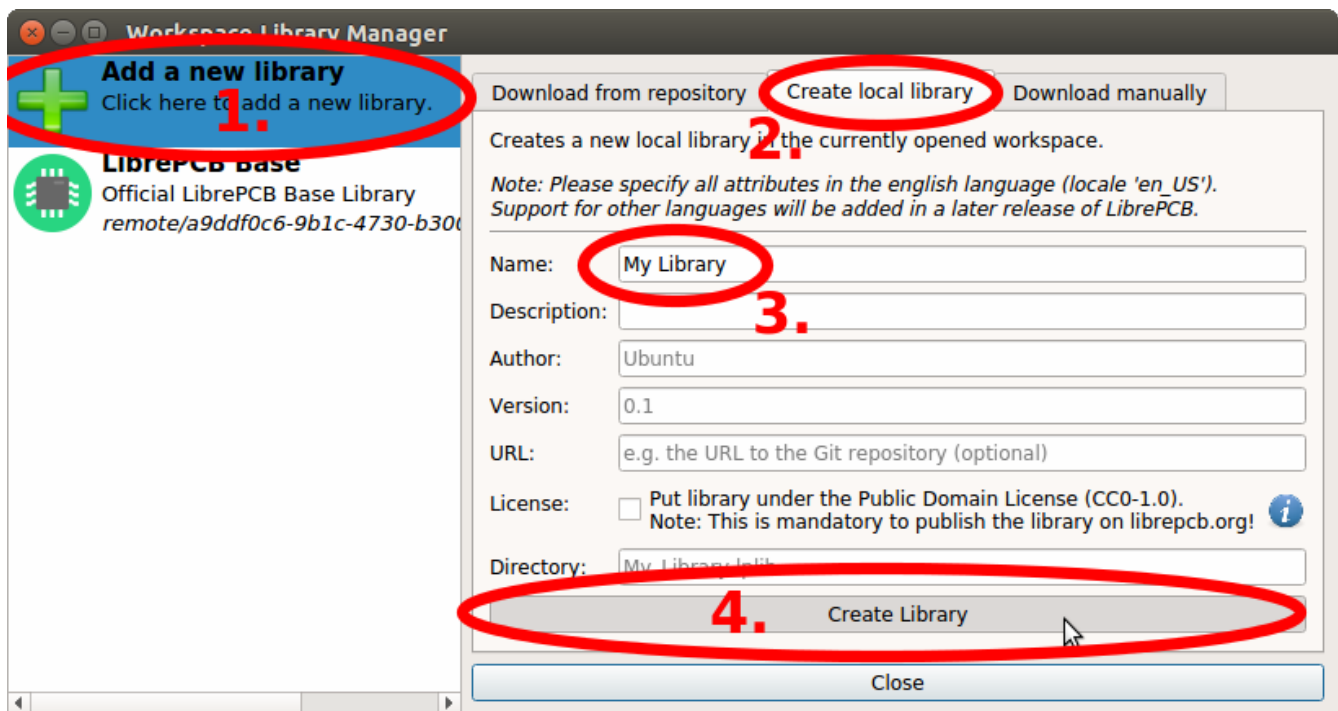 Workspace Library Manager
Add a new library
Click here to add a new library.
1.
LibrePCB Base
Official LibrePCB Base Library
remote/a9ddf0c6-9b1c-4730-b300
Download from repository
Create local library
Download manually
2.
Creates a new local library in the currently opened workspace.
Note: Please specify all attributes in the english language (locale 'en_US').
Support for other languages will be added in a later release of LibrePCB.
Name:
My Library
3.
Description:
Author:
Ubuntu
Version:
0.1
URL:
e.g. the URL to the Git repository (optional)
License:
Put library under the Public Domain License (CC0-1.0).
Note: This is mandatory to publish the library on librepcb.org!
Directory:
My_Library.lplib
4.
Create Library
Close